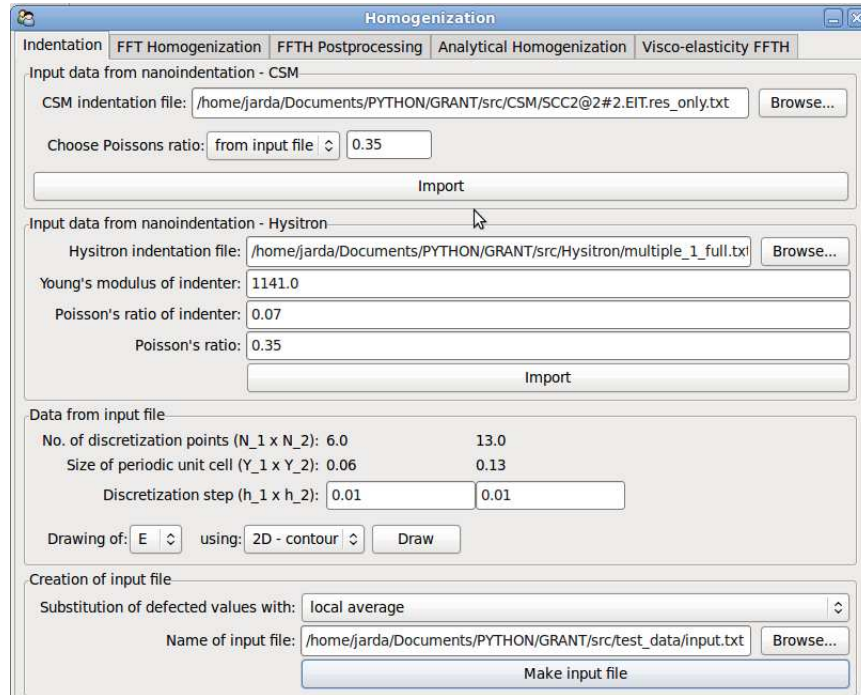 Homogenization
Indentation FFT Homogenization FFTH Postprocessing Analytical Homogenization Visco-elasticity FFTH
Input data from nanoindentation - CSM
CSM indentation file: /home/jarda/Documents/PYTHON/GRANT/src/CSM/SCC2@2#2.EIT.res_only.txt Browse...
Choose Poissons ratio: from input file 0.35
Import
Input data from nanoindentation - Hysitron
Hysitron indentation file: /home/jarda/Documents/PYTHON/GRANT/src/Hysitron/multiple_1_full.txt Browse...
Young's modulus of indenter: 1141.0
Poisson's ratio of indenter: 0.07
Poisson's ratio: 0.35
Import
Data from input file
No. of discretization points (N_1 x N_2): 6.0 13.0
Size of periodic unit cell (Y_1 x Y_2): 0.06 0.13
Discretization step (h_1 x h_2): 0.01 0.01
Drawing of: E using: 2D - contour Draw
Creation of input file
Substitution of defected values with: local average
Name of input file: /home/jarda/Documents/PYTHON/GRANT/src/test_data/input.txt Browse...
Make input file